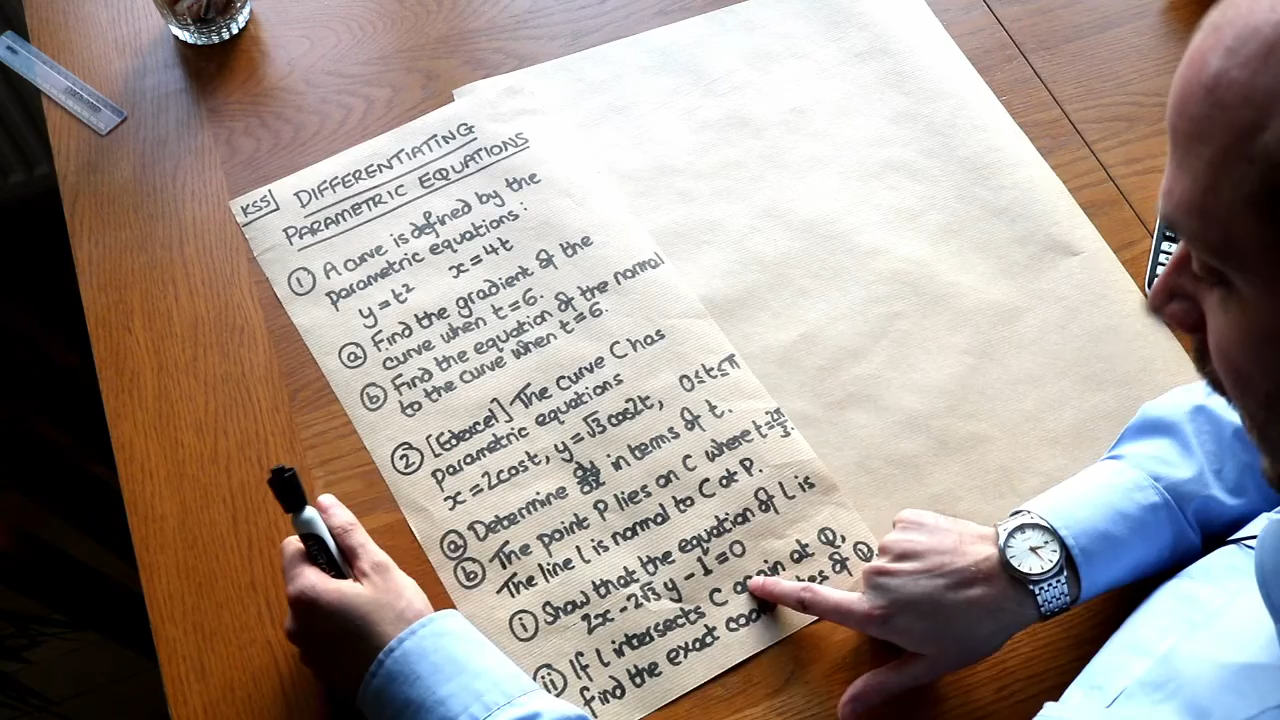 KS5
DIFFERENTIATING
PARAMETRIC EQUATIONS
① A curve is defined by the
parametric equations:
y = t² x = 4t
ⓐ Find the gradient of the
curve when t = 6.
ⓑ Find the equation of the normal
to the curve when t = 6.
② [Edexcel] The curve C has
parametric equations
x = 2cost, y = √3 cos2t, 0 ≤ t ≤ π
ⓐ Determine dy/dx in terms of t.
ⓑ The point P lies on C where t = 2π/3.
The line l is normal to C at P.
ⓘ Show that the equation of l is
2x - 2√3y - 1 = 0
ⓘⓘ If l intersects C again at Q,
find the exact of Q.